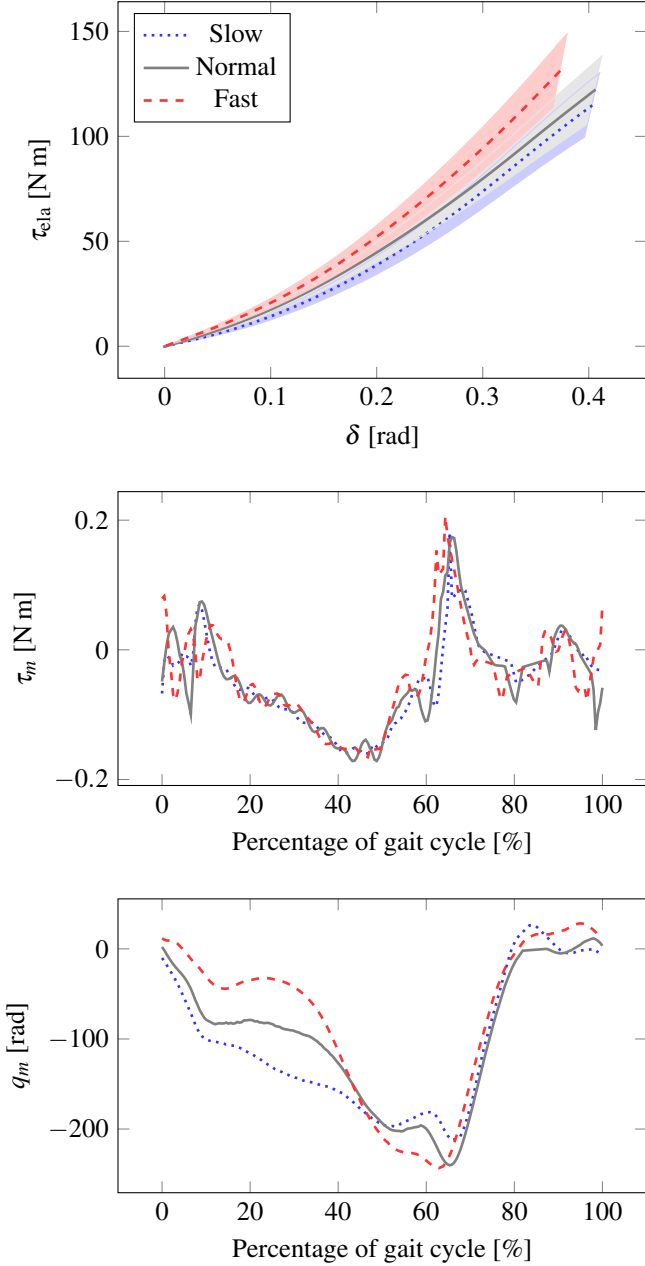 Slow
Normal
Fast
150
100
50
0
τela [N m]
0 0.1 0.2 0.3 0.4
δ [rad]
0.2
0
−0.2
τm [N m]
0 20 40 60 80 100
Percentage of gait cycle [%]
0
−100
−200
qm [rad]
0 20 40 60 80 100
Percentage of gait cycle [%]